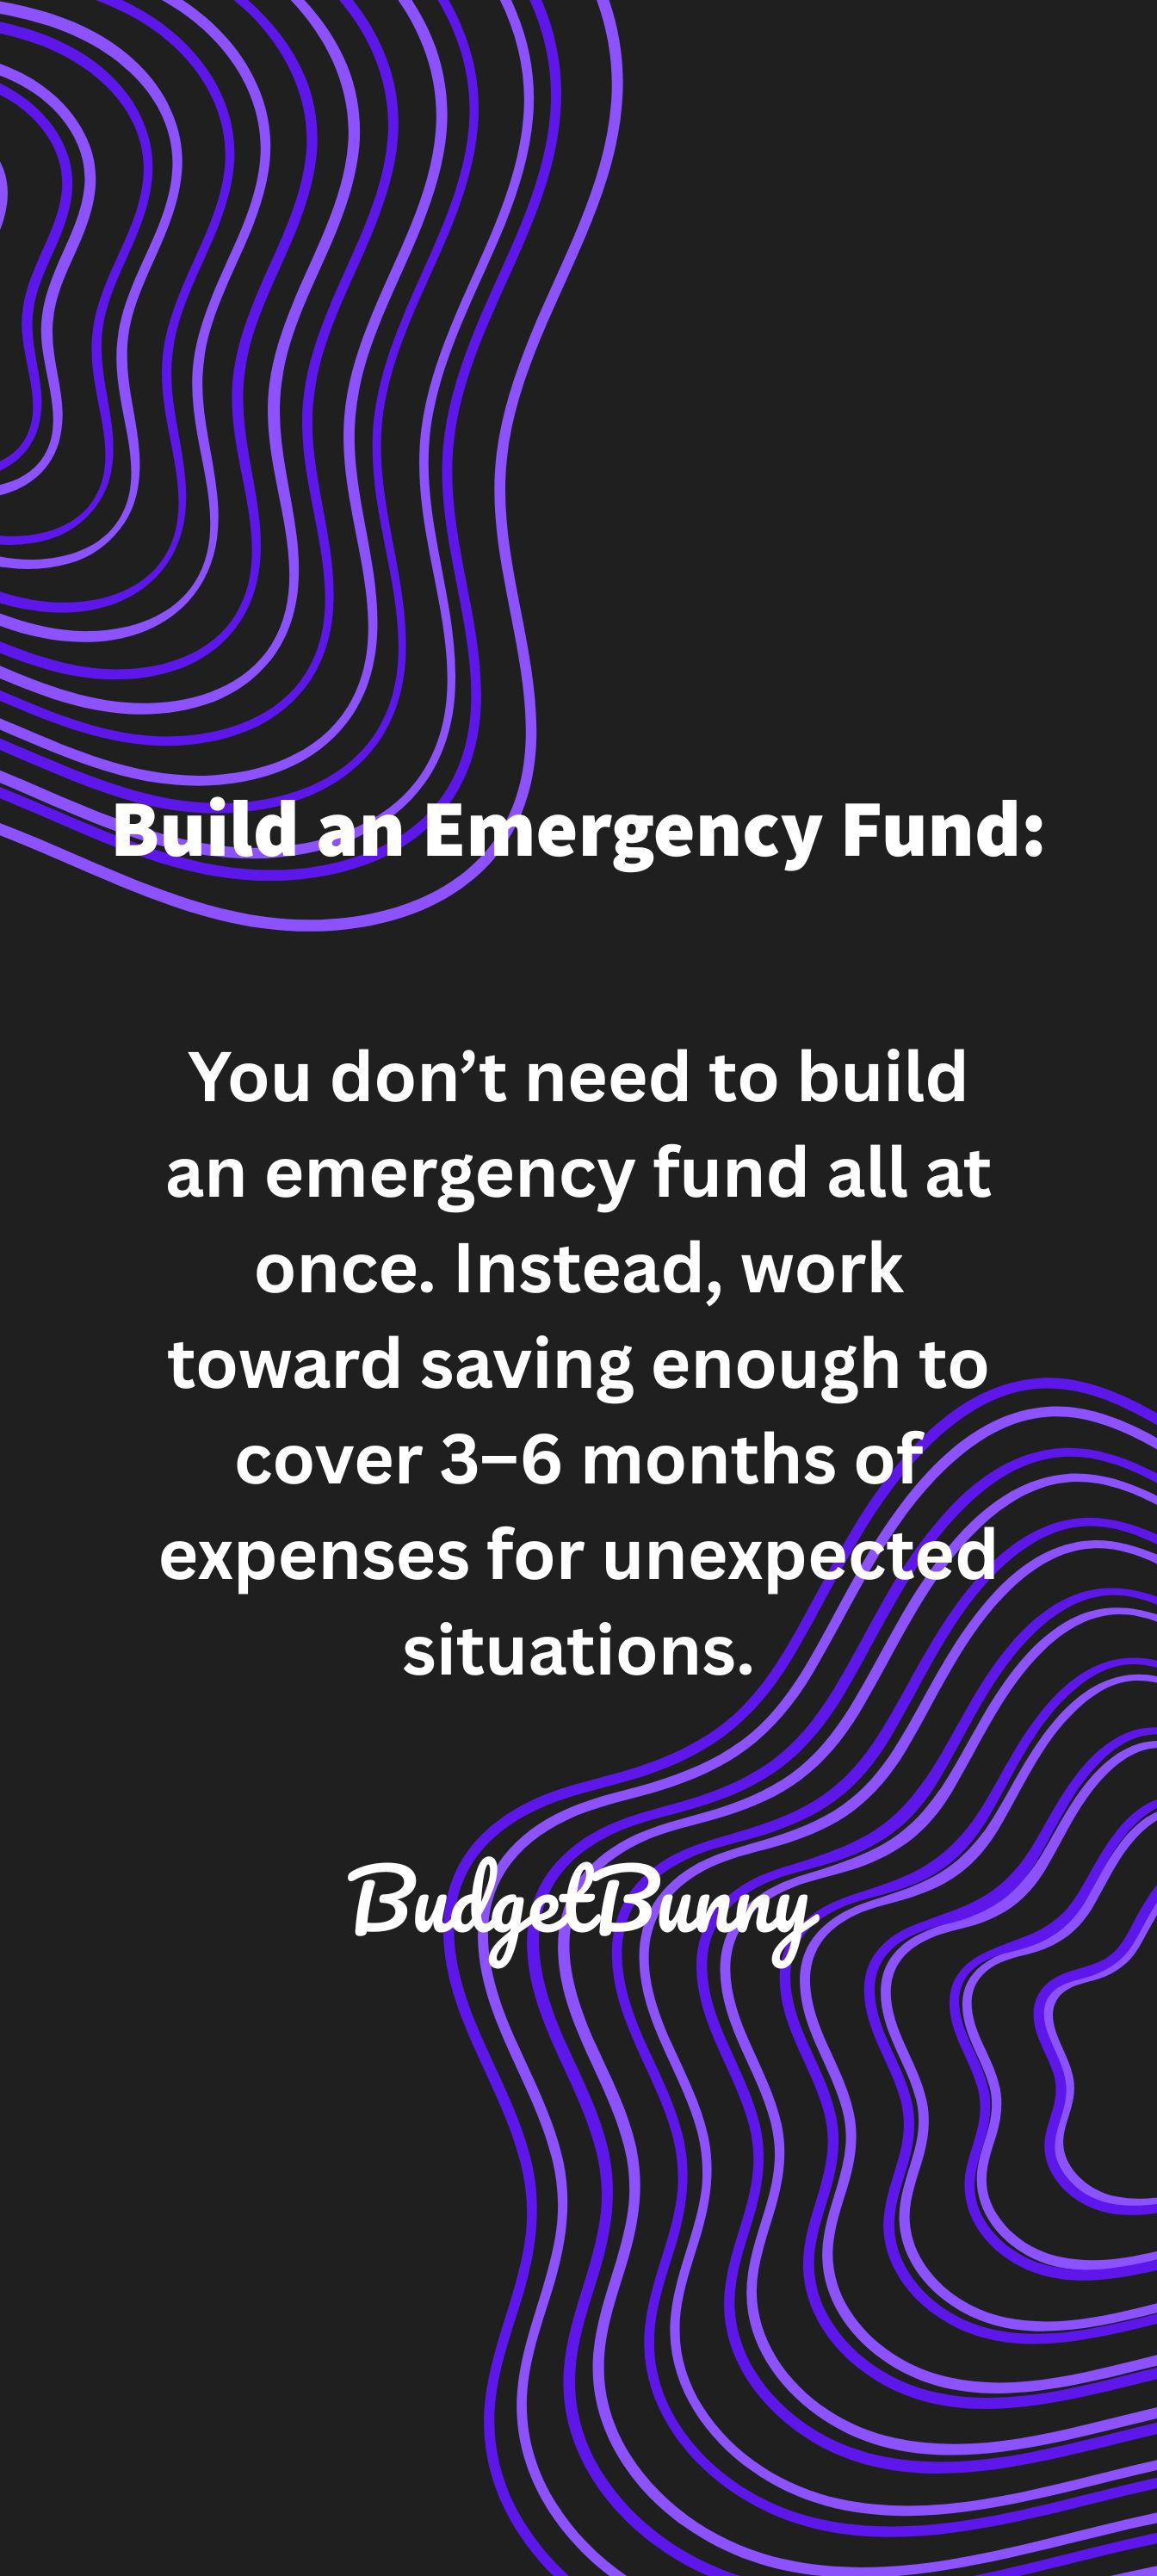 Build an Emergency Fund:
You don’t need to build
an emergency fund all at
once. Instead, work
toward saving enough to
cover 3–6 months of
expenses for unexpected
situations.
BudgetBunny